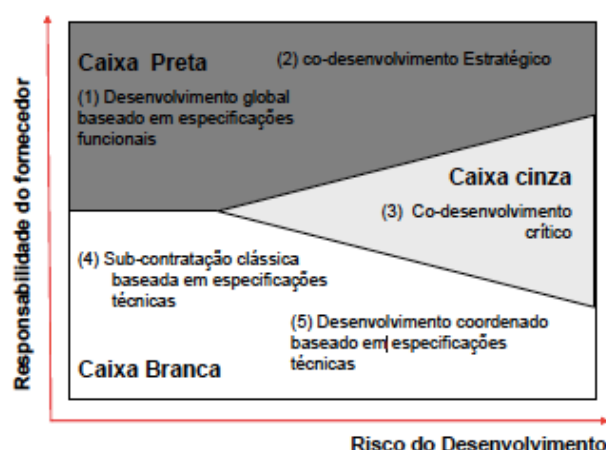 Responsabilidade do fornecedor
Caixa Preta
(2) co-desenvolvimento Estratégico
(1) Desenvolvimento global
baseado em especificações
funcionais
Caixa cinza
(3) Co-desenvolvimento
crítico
(4) Sub-contratação clássica
baseada em especificações
técnicas
(5) Desenvolvimento coordenado
baseado em especificações
técnicas
Caixa Branca
Risco do Desenvolvimento